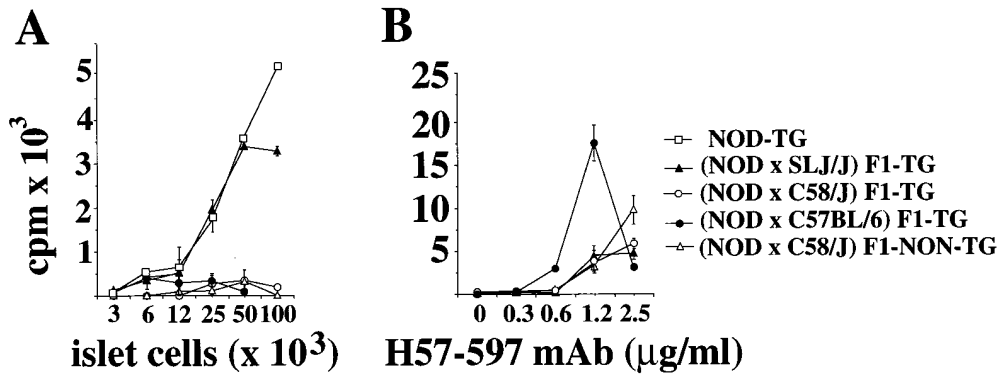 A
B
cpm x 10³
5
4
3
2
1
3 6 12 25 50 100
islet cells (x 10³)
25
20
15
10
5
0 0.3 0.6 1.2 2.5
H57-597 mAb (µg/ml)
NOD-TG
(NOD x SLJ/J) F1-TG
(NOD x C58/J) F1-TG
(NOD x C57BL/6) F1-TG
(NOD x C58/J) F1-NON-TG